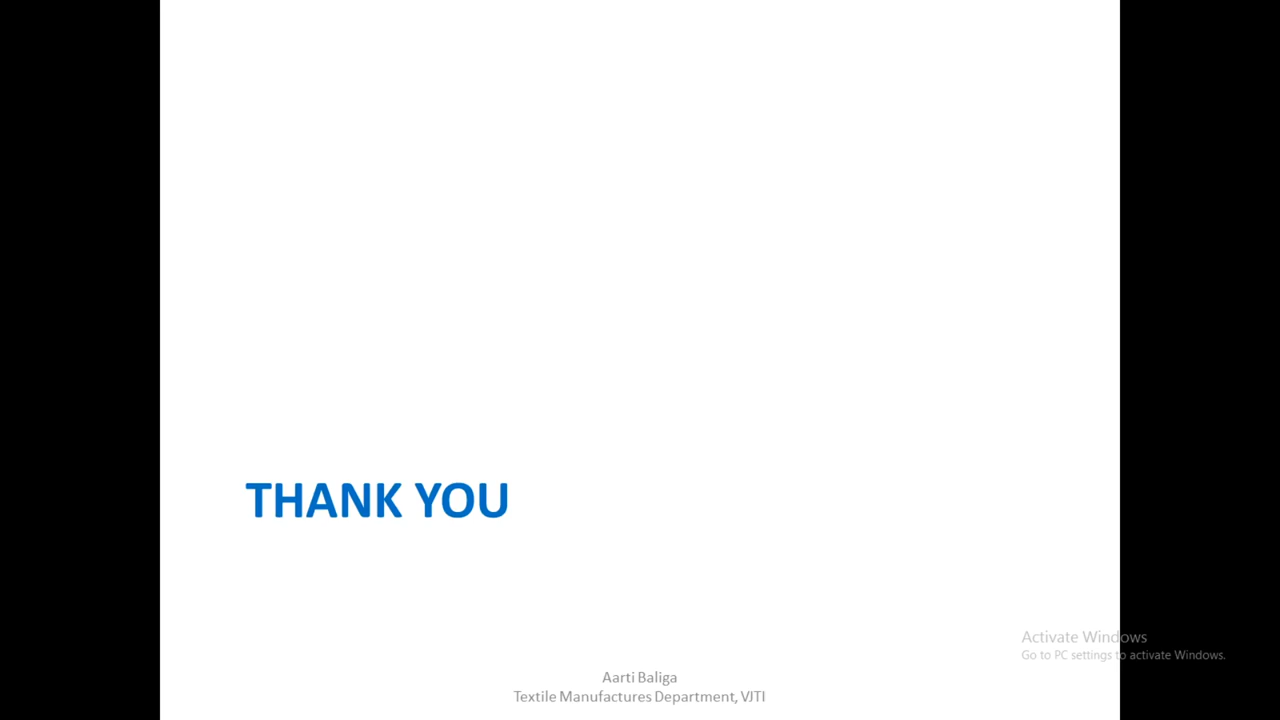 THANK YOU
Activate Windows
Go to PC settings to activate Windows.
Aarti Baliga
Textile Manufactures Department, VJTI